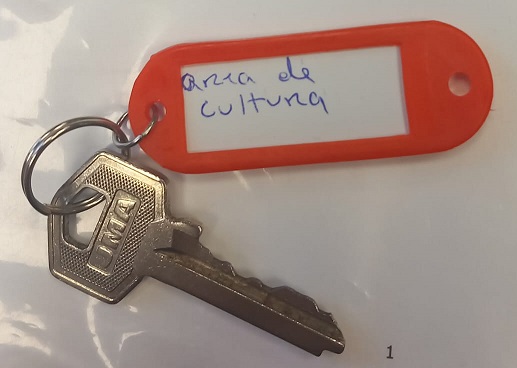 area de
cultura
JMA
1